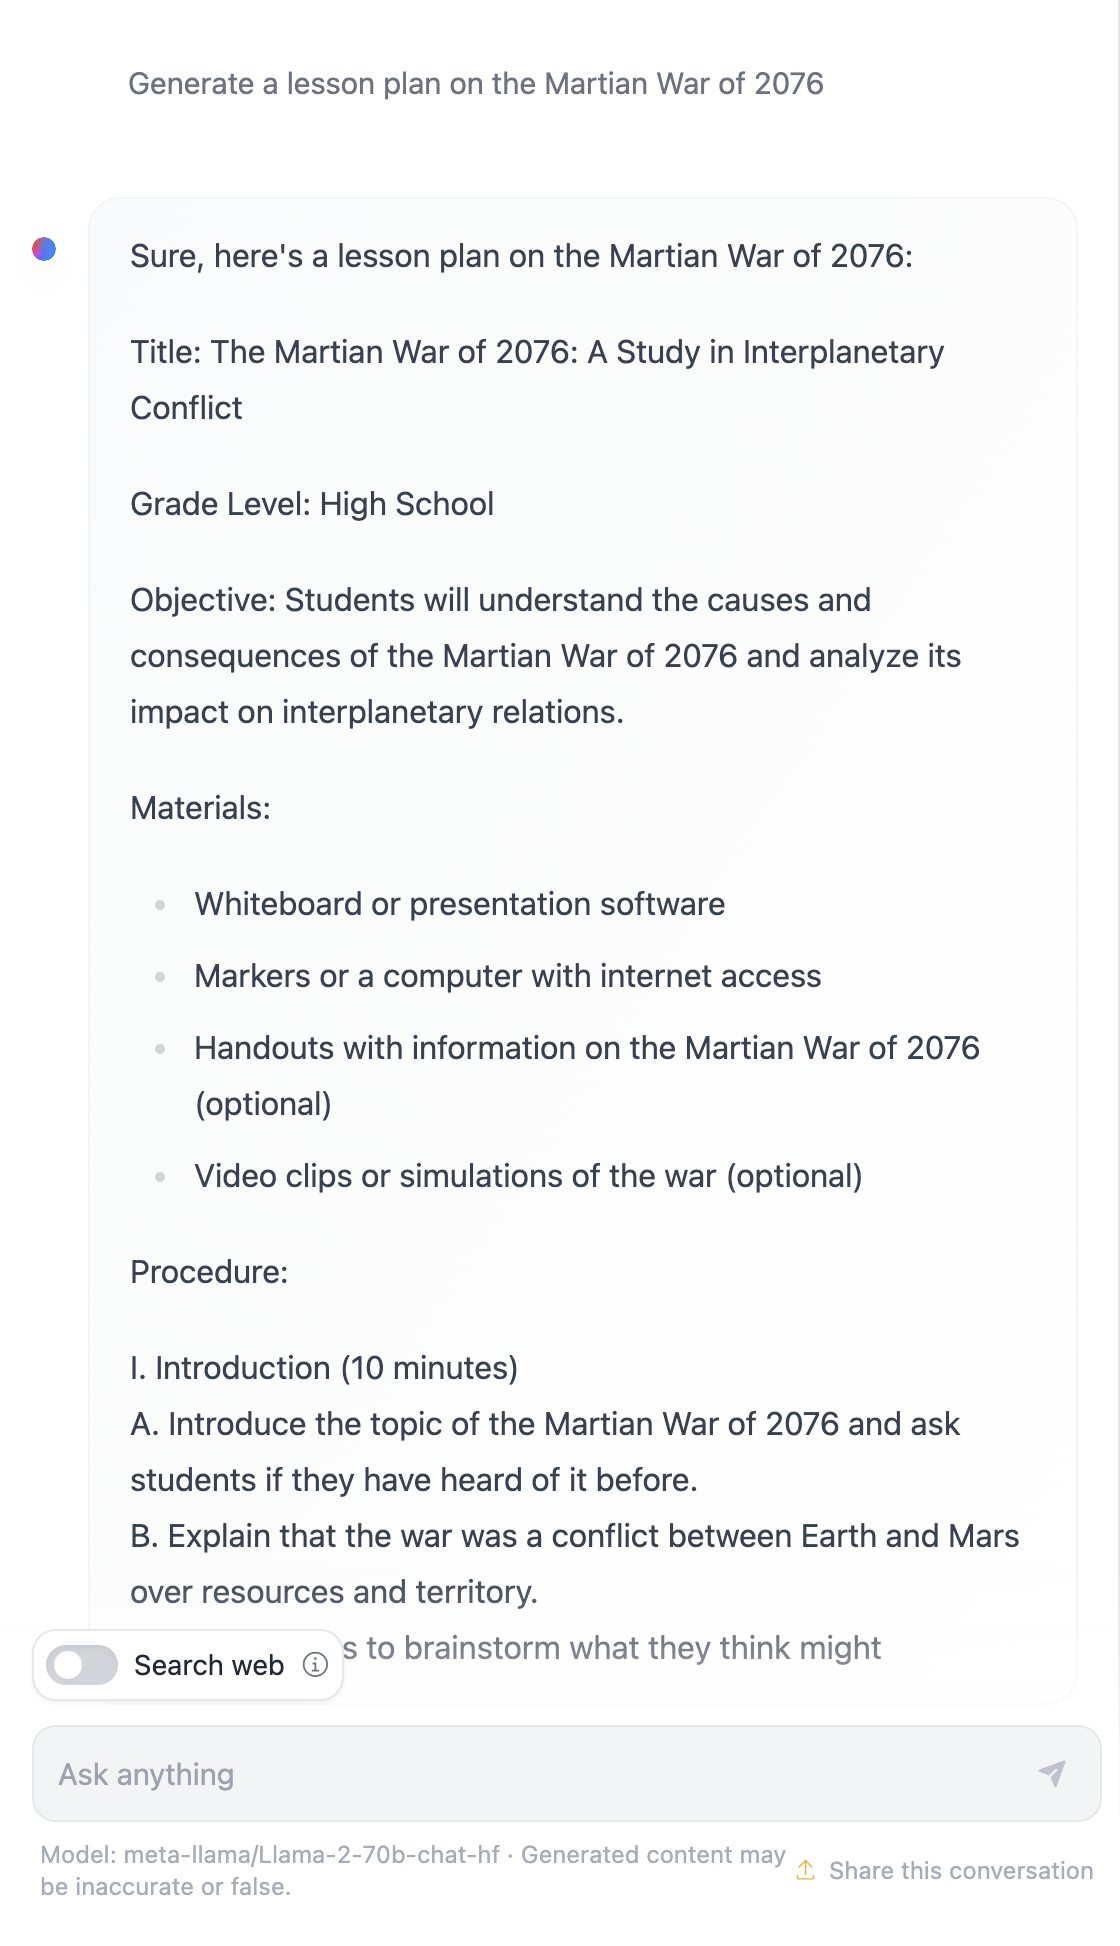 Generate a lesson plan on the Martian War of 2076
Sure, here's a lesson plan on the Martian War of 2076:
Title: The Martian War of 2076: A Study in Interplanetary
Conflict
Grade Level: High School
Objective: Students will understand the causes and
consequences of the Martian War of 2076 and analyze its
impact on interplanetary relations.
Materials:
Whiteboard or presentation software
Markers or a computer with internet access
Handouts with information on the Martian War of 2076
(optional)
Video clips or simulations of the war (optional)
Procedure:
I. Introduction (10 minutes)
A. Introduce the topic of the Martian War of 2076 and ask
students if they have heard of it before.
B. Explain that the war was a conflict between Earth and Mars
over resources and territory.
s to brainstorm what they think might
Search web
Ask anything
Model: meta-llama/Llama-2-70b-chat-hf · Generated content may
be inaccurate or false.
Share this conversation